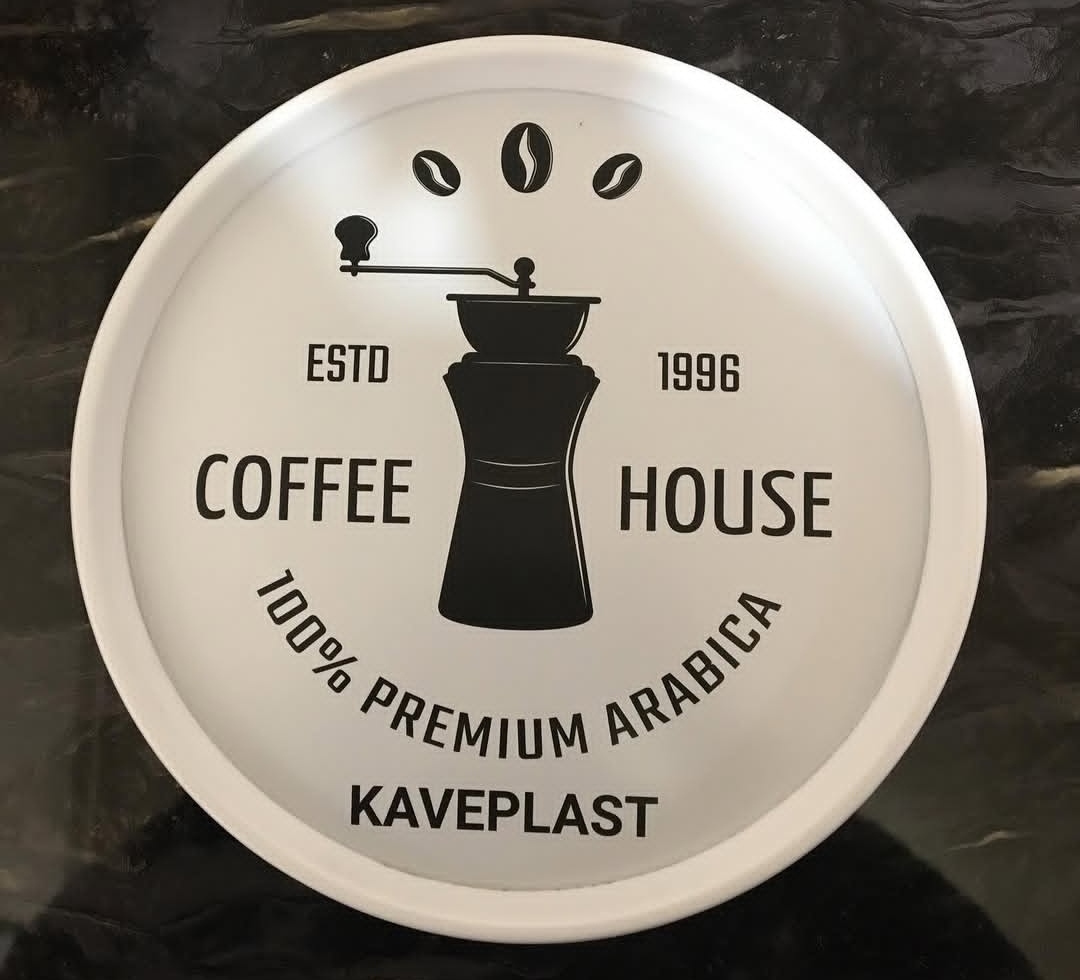 ESTD 1996
COFFEE HOUSE
100% PREMIUM ARABICA
KAVEPLAST